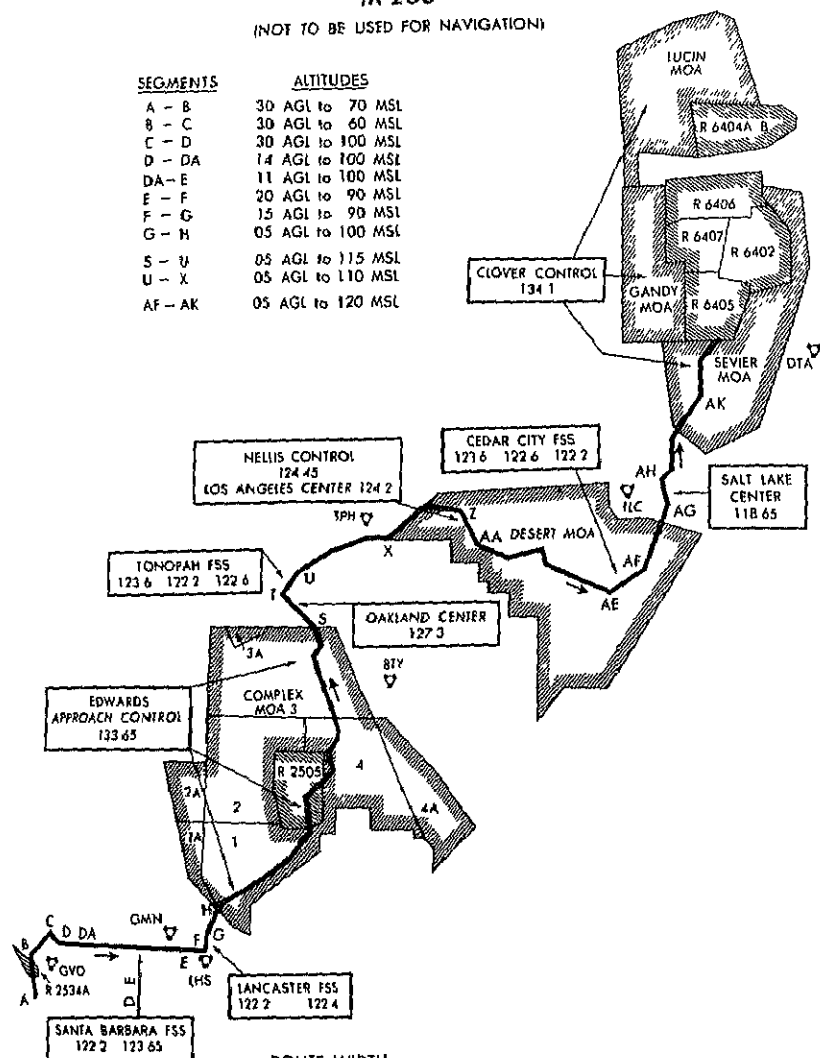 (NOT TO BE USED FOR NAVIGATION)
SEGMENTS ALTITUDES
A – B 30 AGL to 70 MSL
B – C 30 AGL to 60 MSL
C – D 30 AGL to 100 MSL
D – DA 14 AGL to 100 MSL
DA – E 11 AGL to 100 MSL
E – F 20 AGL to 90 MSL
F – G 15 AGL to 90 MSL
G – H 05 AGL to 100 MSL
S – U 05 AGL to 115 MSL
U – X 05 AGL to 110 MSL
AF – AK 05 AGL to 120 MSL
LUCIN
MOA
R 6404A B
R 6406
R 6407
R 6402
CLOVER CONTROL
134 1
GANDY
MOA
R 6405
SEVIER
MOA
DTA
AK
NELLIS CONTROL
124 45
LOS ANGELES CENTER 124 2
CEDAR CITY FSS
123 6 122 6 122 2
AH
ILC
AG
SALT LAKE
CENTER
118 65
TPH
Z
X
AA
DESERT MOA
AF
AE
TONOPAH FSS
123 6 122 2 122 6
U
T
S
OAKLAND CENTER
127 3
3A
BTY
COMPLEX
MOA 3
EDWARDS
APPROACH CONTROL
133 65
R 2505
4
4A
2A
2
1A
1
H
GMN
C
D DA
F
G
B
GVO
E
LHS
R 2534A
A
D E
LANCASTER FSS
122 2 122 4
SANTA BARBARA FSS
122 2 123 65
ROUTE WIDTH